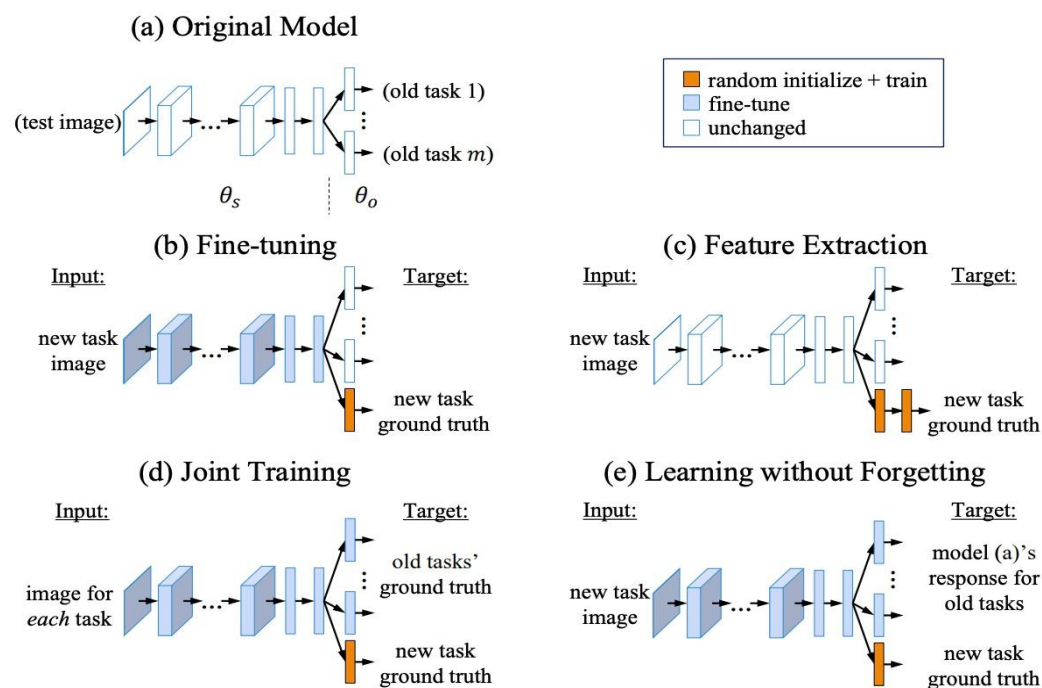 (a) Original Model
(test image)
...
(old task 1)
⋮
(old task m)
θs
θo
random initialize + train
fine-tune
unchanged
(b) Fine-tuning
Input:
Target:
new task
image
...
⋮
new task
ground truth
(c) Feature Extraction
Input:
Target:
new task
image
...
⋮
new task
ground truth
(d) Joint Training
Input:
Target:
image for
each task
...
⋮
old tasks’
ground truth
new task
ground truth
(e) Learning without Forgetting
Input:
Target:
new task
image
...
⋮
model (a)’s
response for
old tasks
new task
ground truth